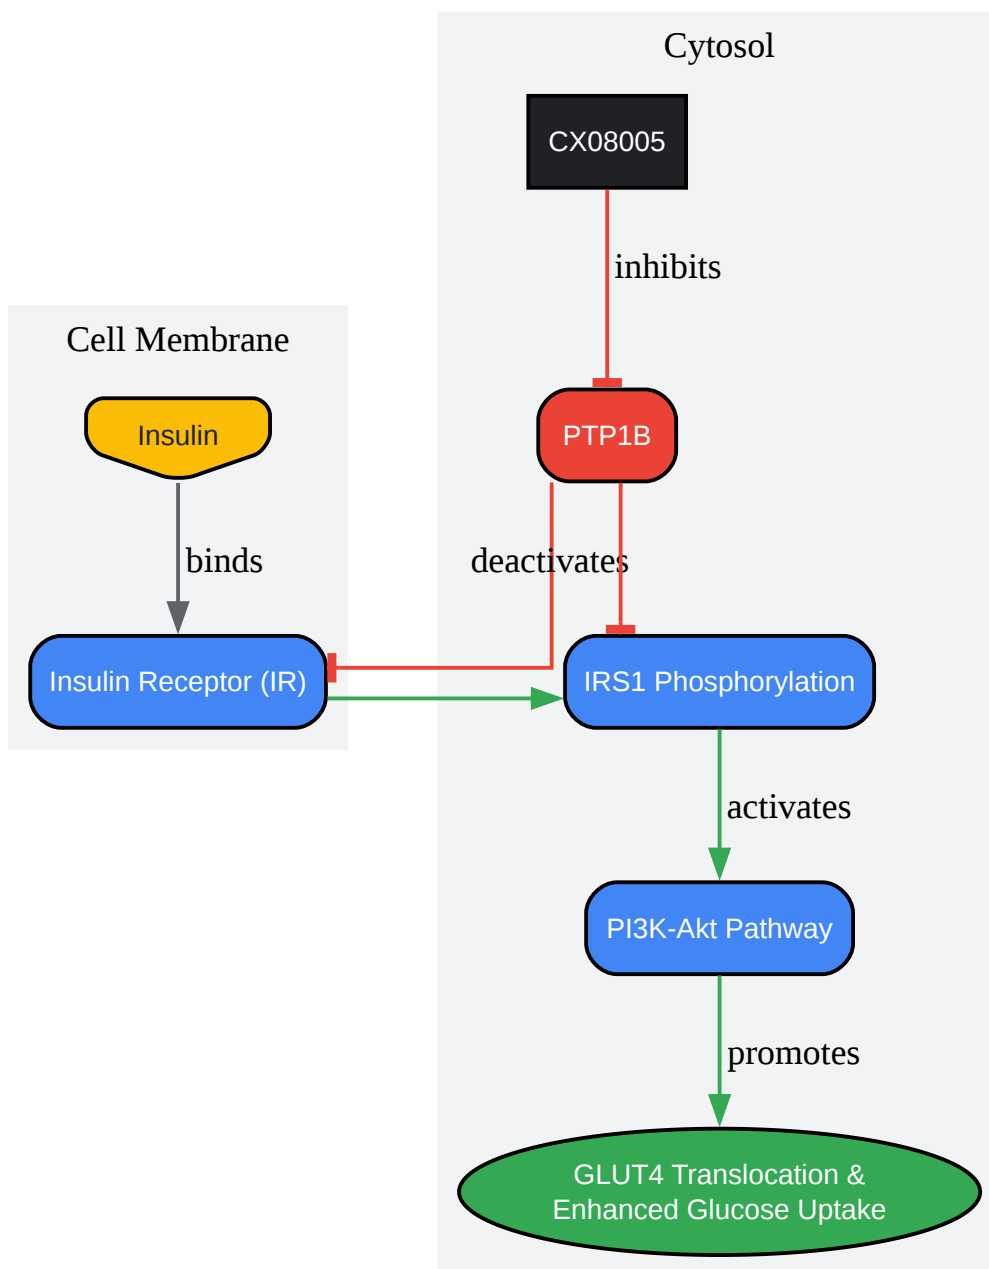 Cytosol
CX08005
inhibits
Cell Membrane
Insulin
PTP1B
binds
deactivates
Insulin Receptor (IR)
IRS1 Phosphorylation
activates
PI3K-Akt Pathway
promotes
GLUT4 Translocation &
Enhanced Glucose Uptake